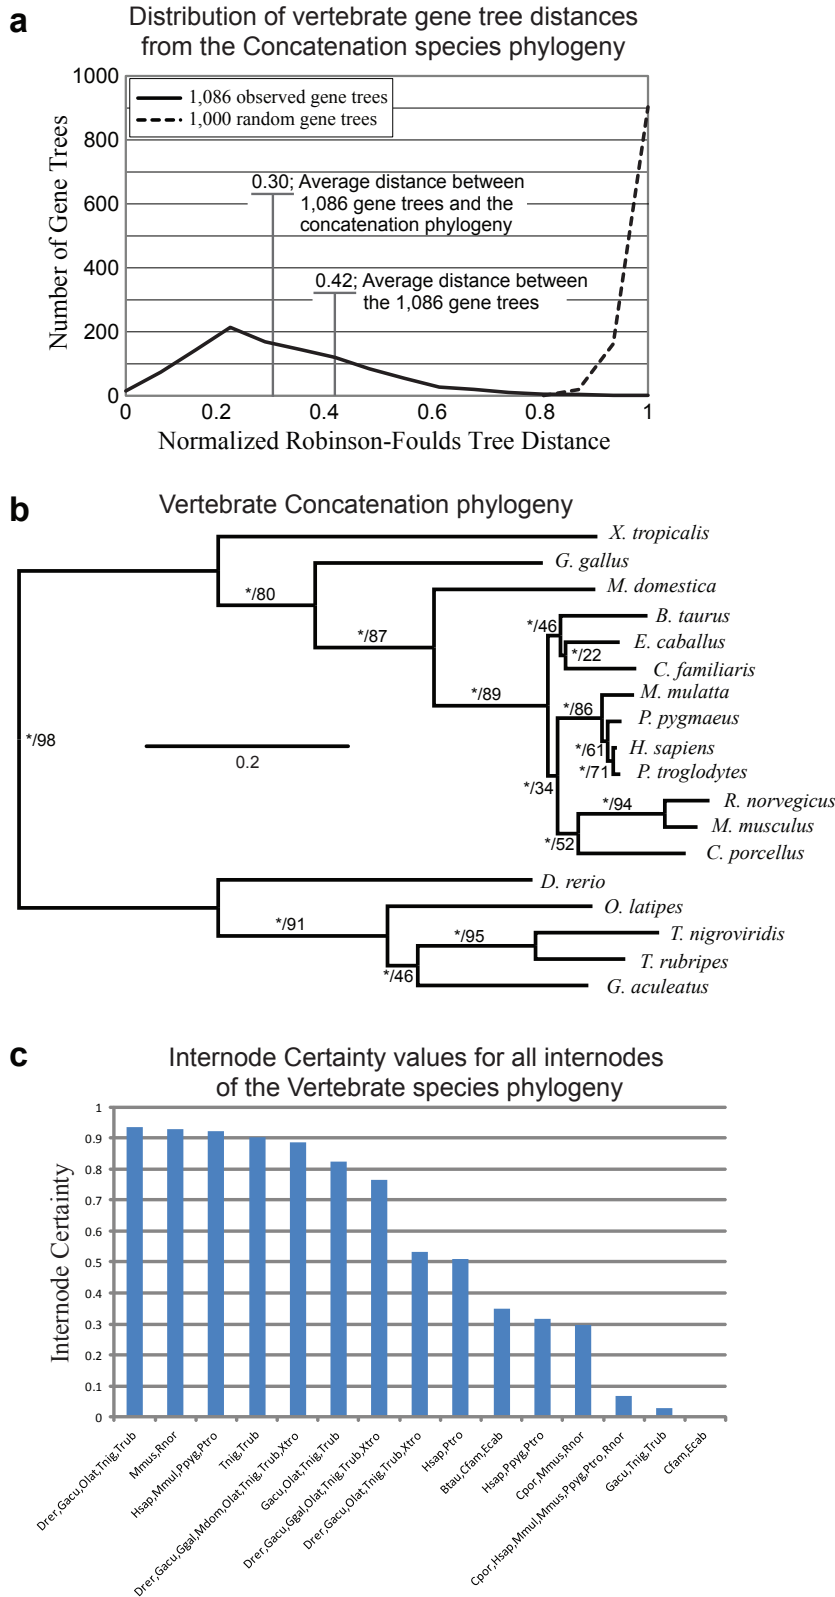 a
Distribution of vertebrate gene tree distances
from the Concatenation species phylogeny
Number of Gene Trees
1000
800
600
400
200
0
1,086 observed gene trees
1,000 random gene trees
0.30; Average distance between
1,086 gene trees and the
concatenation phylogeny
0.42; Average distance between
the 1,086 gene trees
0
0.2
0.4
0.6
0.8
1
Normalized Robinson-Foulds Tree Distance
b
Vertebrate Concatenation phylogeny
X. tropicalis
G. gallus
*/80
M. domestica
B. taurus
*/46
*/87
E. caballus
*/22
C. familiaris
*/89
M. mulatta
*/86
P. pygmaeus
*/98
H. sapiens
*/61
0.2
P. troglodytes
*/71
*/34
R. norvegicus
*/94
M. musculus
*/52
C. porcellus
D. rerio
O. latipes
*/91
T. nigroviridis
*/95
T. rubripes
*/46
G. aculeatus
c
Internode Certainty values for all internodes
of the Vertebrate species phylogeny
Internode Certainty
1
0.9
0.8
0.7
0.6
0.5
0.4
0.3
0.2
0.1
0
Drer,Gacu,Olat,Tnig,Trub
Mmus,Rnor
Hsap,Mmul,Ppyg,Ptro
Tnig,Trub
Drer,Gacu,Ggal,Mdom,Olat,Tnig,Trub,Xtro
Gacu,Olat,Tnig,Trub
Drer,Gacu,Ggal,Olat,Tnig,Trub,Xtro
Drer,Gacu,Olat,Tnig,Trub,Xtro
Hsap,Ptro
Btau,Cfam,Ecab
Hsap,Ppyg,Ptro
Cpor,Mmus,Rnor
Cpor,Hsap,Mmul,Mmus,Ppyg,Ptro,Rnor
Gacu,Tnig,Trub
Cfam,Ecab